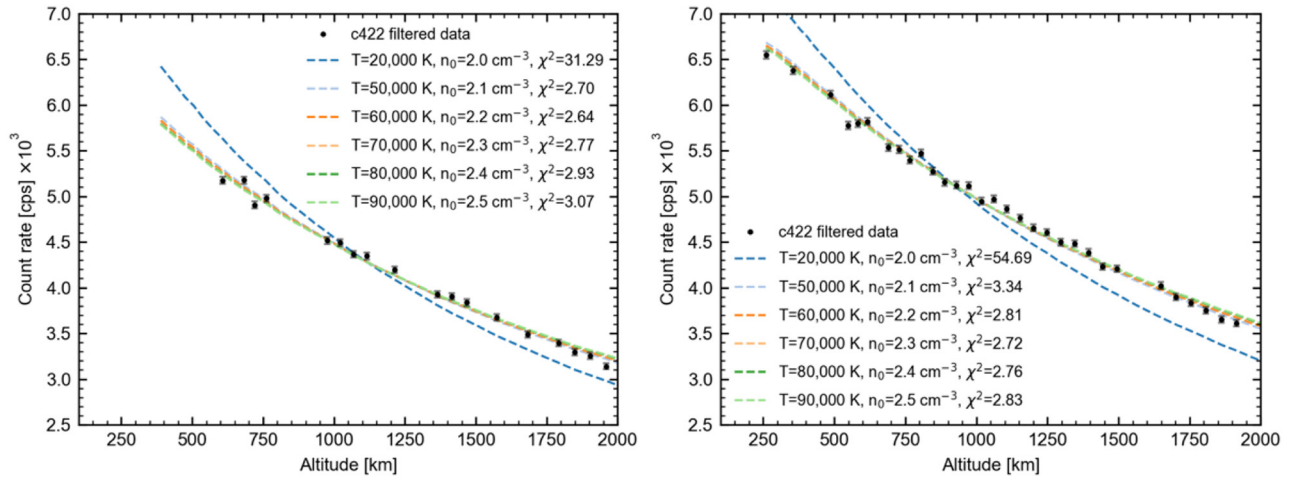 7.0
6.5
6.0
5.5
5.0
4.5
4.0
3.5
3.0
2.5
Count rate [cps] ×10³
250 500 750 1000 1250 1500 1750 2000
Altitude [km]
c422 filtered data
T=20,000 K, n₀=2.0 cm⁻³, χ²=31.29
T=50,000 K, n₀=2.1 cm⁻³, χ²=2.70
T=60,000 K, n₀=2.2 cm⁻³, χ²=2.64
T=70,000 K, n₀=2.3 cm⁻³, χ²=2.77
T=80,000 K, n₀=2.4 cm⁻³, χ²=2.93
T=90,000 K, n₀=2.5 cm⁻³, χ²=3.07
7.0
6.5
6.0
5.5
5.0
4.5
4.0
3.5
3.0
2.5
Count rate [cps] ×10³
250 500 750 1000 1250 1500 1750 2000
Altitude [km]
c422 filtered data
T=20,000 K, n₀=2.0 cm⁻³, χ²=54.69
T=50,000 K, n₀=2.1 cm⁻³, χ²=3.34
T=60,000 K, n₀=2.2 cm⁻³, χ²=2.81
T=70,000 K, n₀=2.3 cm⁻³, χ²=2.72
T=80,000 K, n₀=2.4 cm⁻³, χ²=2.76
T=90,000 K, n₀=2.5 cm⁻³, χ²=2.83